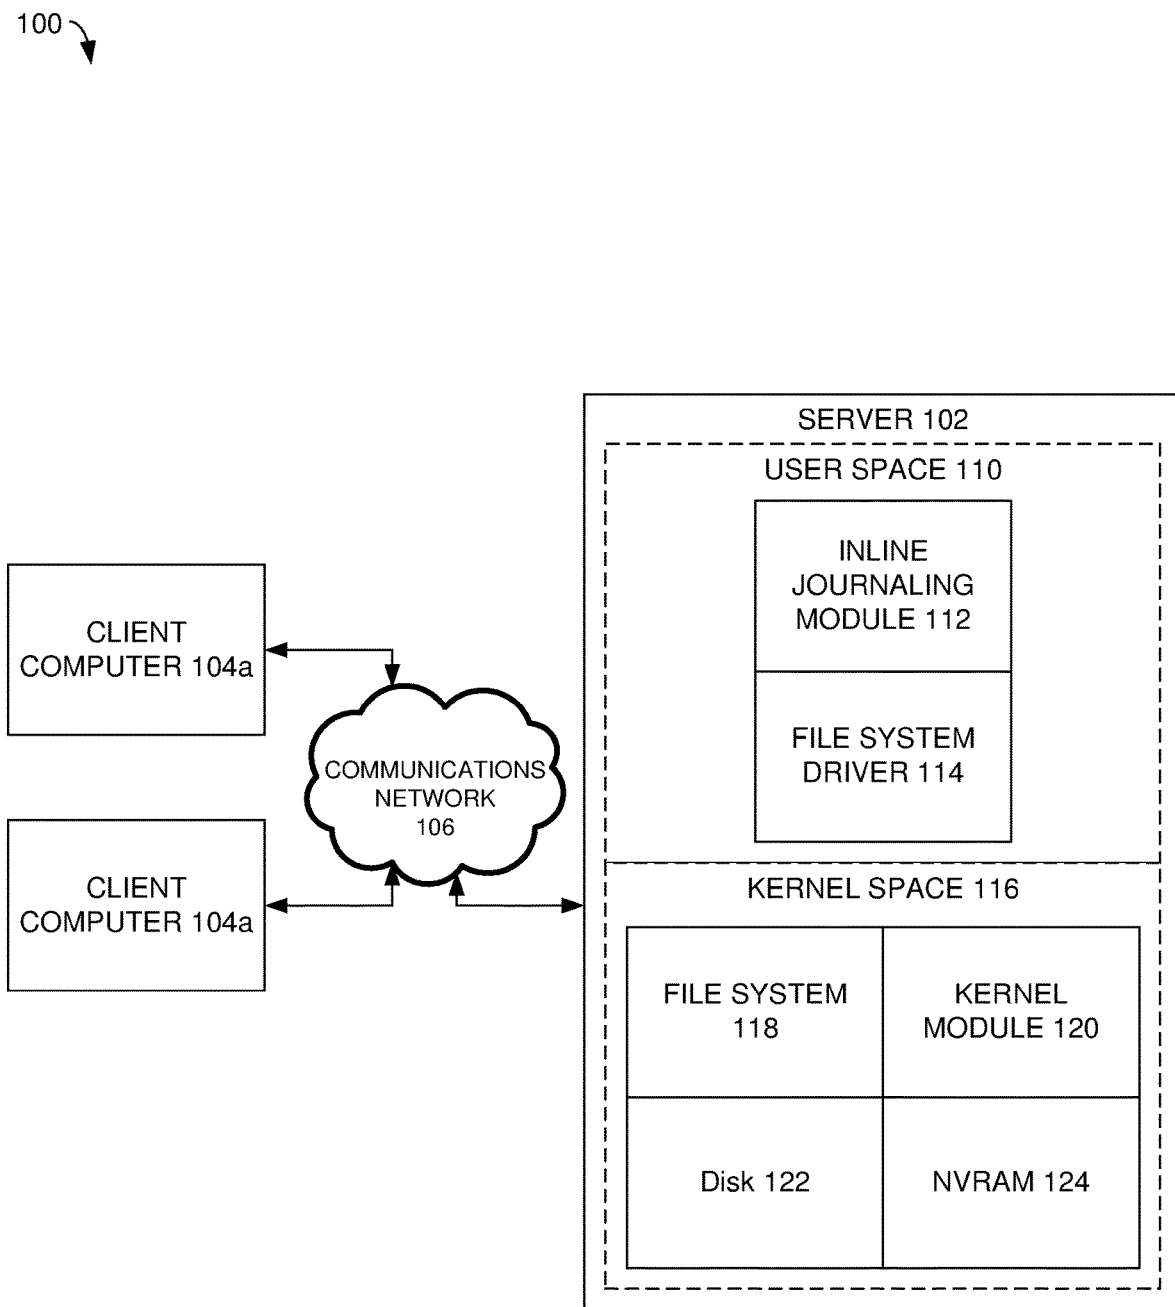 100
SERVER 102
USER SPACE 110
INLINE
JOURNALING
MODULE 112
FILE SYSTEM
DRIVER 114
CLIENT
COMPUTER 104a
COMMUNICATIONS
NETWORK
106
CLIENT
COMPUTER 104a
KERNEL SPACE 116
FILE SYSTEM
118
KERNEL
MODULE 120
Disk 122
NVRAM 124